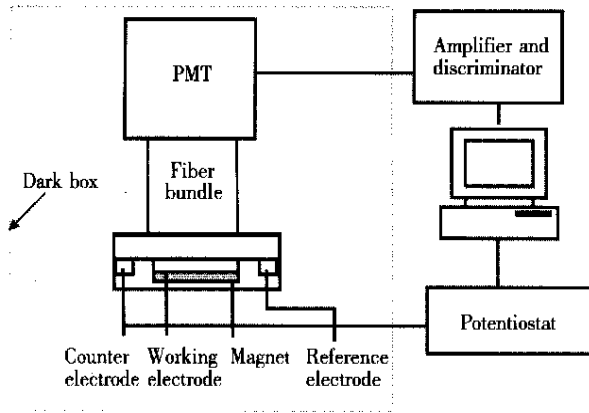 PMT
Amplifier and
discriminator
Fiber
bundle
Dark box
Potentiostat
Counter
electrode
Working
electrode
Magnet
Reference
electrode